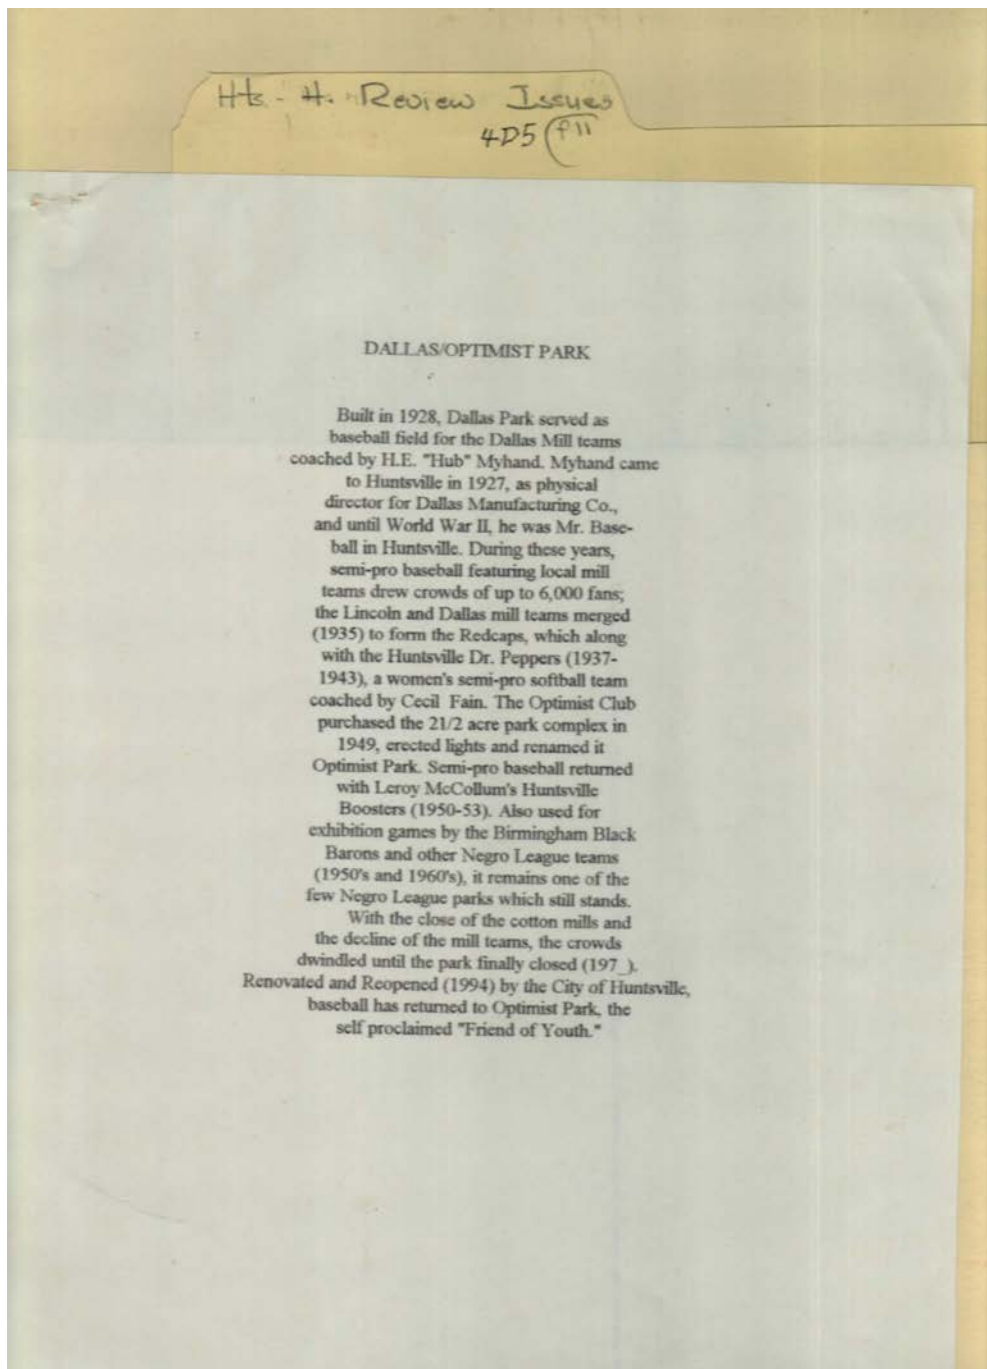 Hts. - H. Review Issues
4D5 f11
DALLAS/OPTIMIST PARK
Built in 1928, Dallas Park served as
baseball field for the Dallas Mill teams
coached by H.E. "Hub" Myhand. Myhand came
to Huntsville in 1927, as physical
director for Dallas Manufacturing Co.,
and until World War II, he was Mr. Base-
ball in Huntsville. During these years,
semi-pro baseball featuring local mill
teams drew crowds of up to 6,000 fans;
the Lincoln and Dallas mill teams merged
(1935) to form the Redcaps, which along
with the Huntsville Dr. Peppers (1937-
1943), a women's semi-pro softball team
coached by Cecil Fain. The Optimist Club
purchased the 21/2 acre park complex in
1949, erected lights and renamed it
Optimist Park. Semi-pro baseball returned
with Leroy McCollum's Huntsville
Boosters (1950-53). Also used for
exhibition games by the Birmingham Black
Barons and other Negro League teams
(1950's and 1960's), it remains one of the
few Negro League parks which still stands.
With the close of the cotton mills and
the decline of the mill teams, the crowds
dwindled until the park finally closed (197_).
Renovated and Reopened (1994) by the City of Huntsville,
baseball has returned to Optimist Park, the
self proclaimed "Friend of Youth."